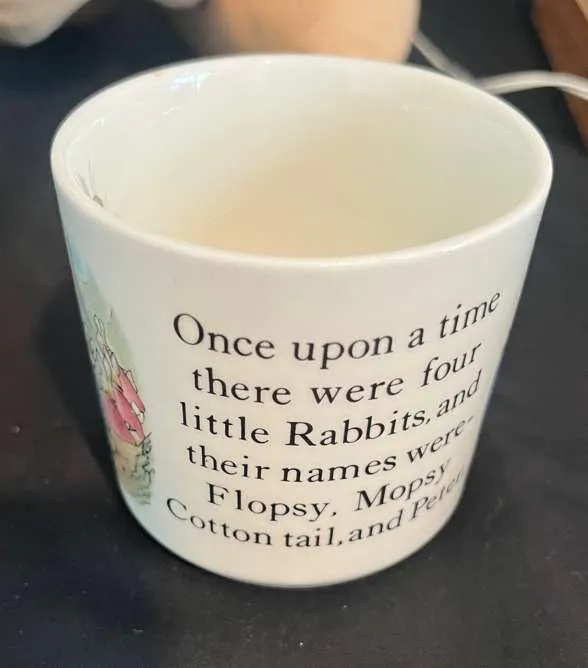 Once upon a time
there were four
little Rabbits, and
their names were-
Flopsy. Mopsy
Cotton tail, and Peter